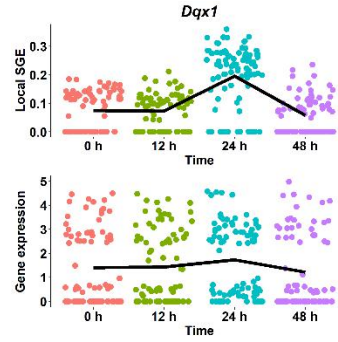 Dqx1
Local SGE
0.3
0.2
0.1
0.0
0 h 12 h 24 h 48 h
Time
Gene expression
5
4
3
2
1
0
0 h 12 h 24 h 48 h
Time